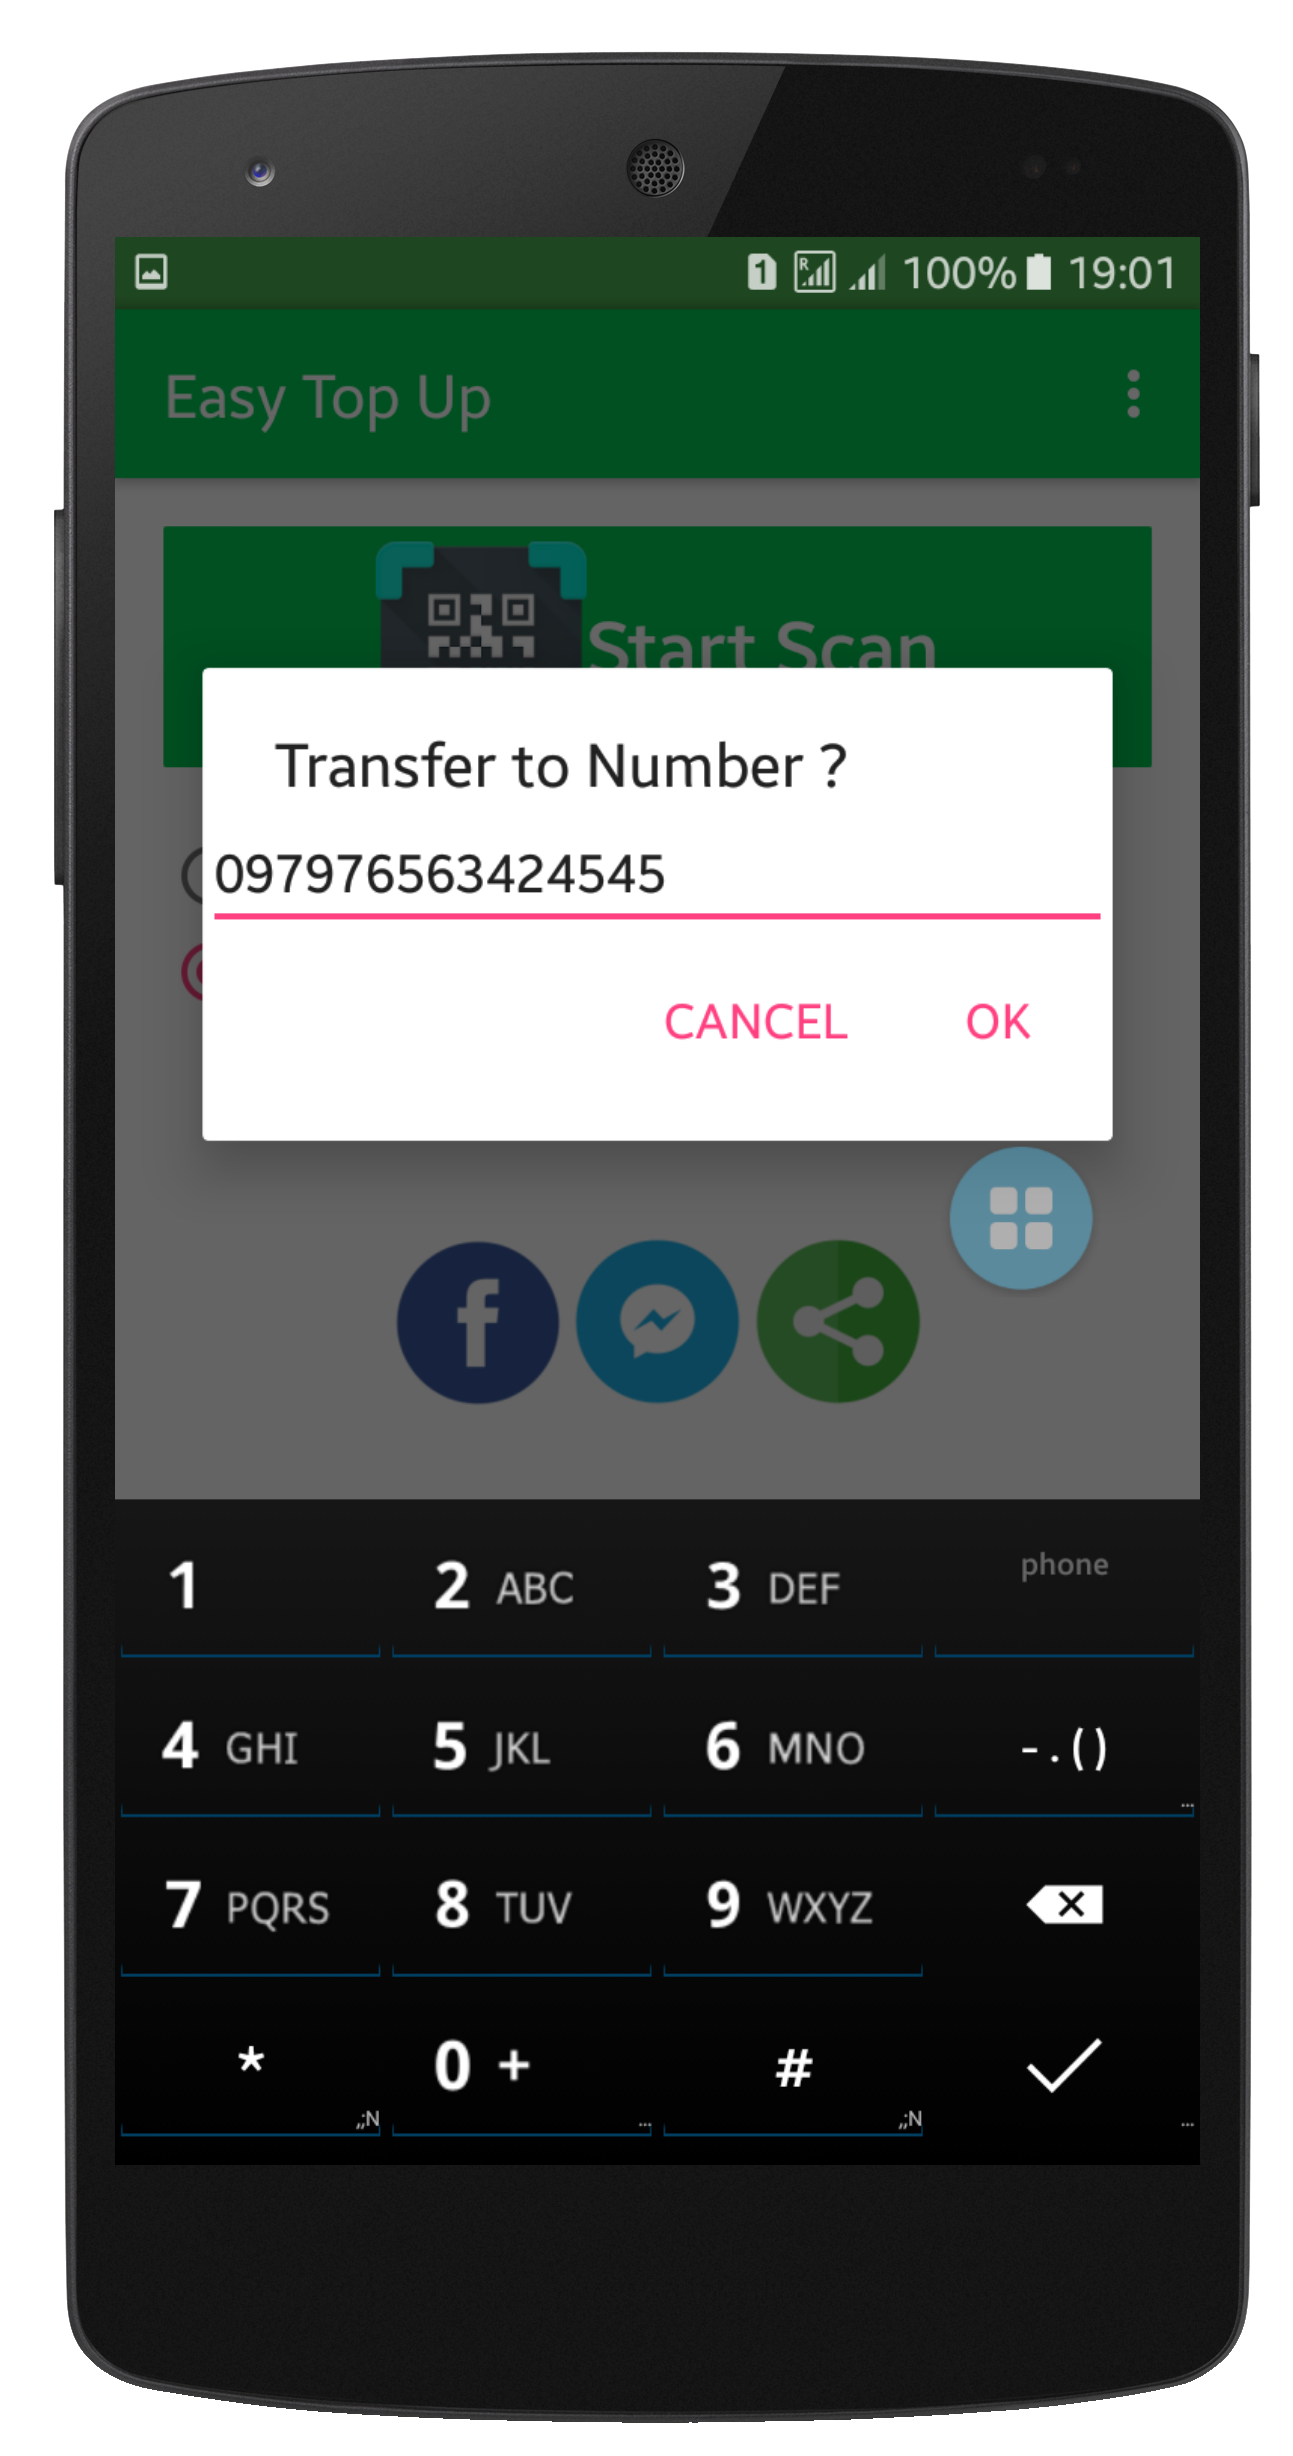 1 R 100% 19:01
Easy Top Up
Start Scan
Transfer to Number ?
097976563424545
CANCEL OK
f
1 2 ABC 3 DEF phone
4 GHI 5 JKL 6 MNO - . ( )
...
7 PQRS 8 TUV 9 WXYZ
* 0 + #
,,;N ... ,,;N ...